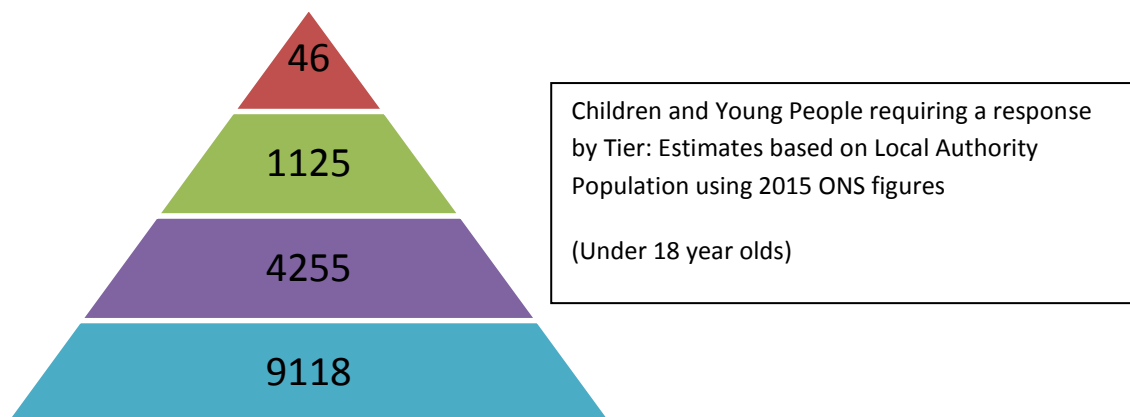 46
1125
4255
9118
Children and Young People requiring a response
by Tier: Estimates based on Local Authority
Population using 2015 ONS figures
(Under 18 year olds)